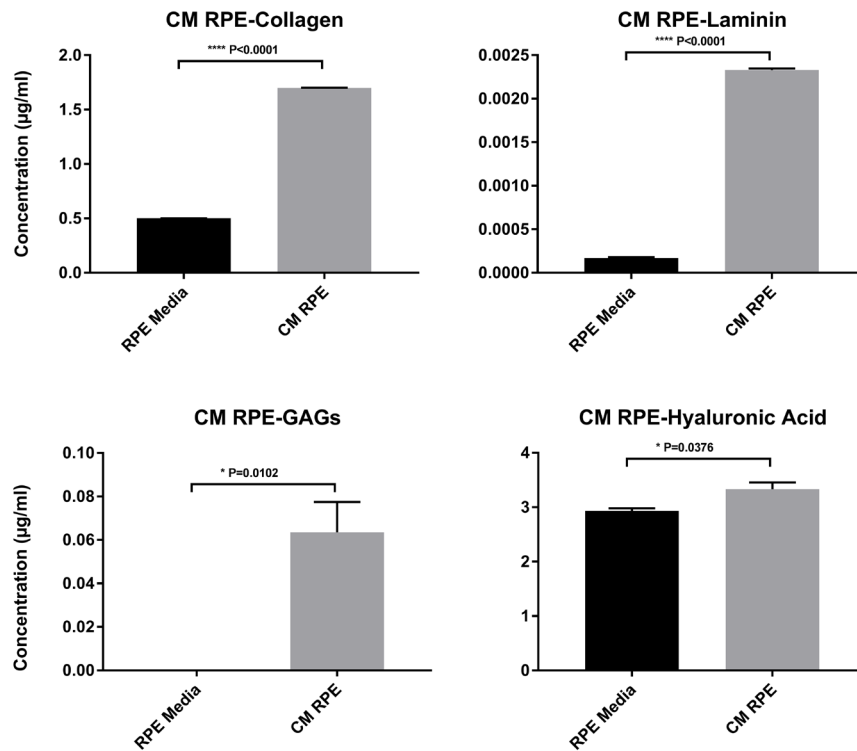 CM RPE-Collagen
**** P<0.0001
Concentration (µg/ml)
2.0
1.5
1.0
0.5
0.0
RPE Media
CM RPE
CM RPE-Laminin
**** P<0.0001
0.0025
0.0020
0.0015
0.0010
0.0005
0.0000
RPE Media
CM RPE
CM RPE-GAGs
* P=0.0102
Concentration (µg/ml)
0.10
0.08
0.06
0.04
0.02
0.00
RPE Media
CM RPE
CM RPE-Hyaluronic Acid
* P=0.0376
4
3
2
1
0
RPE Media
CM RPE